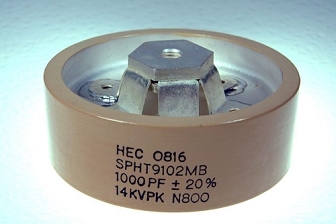 HEC 0816
SPHT9102MB
1000PF ± 20%
14KVPK N800